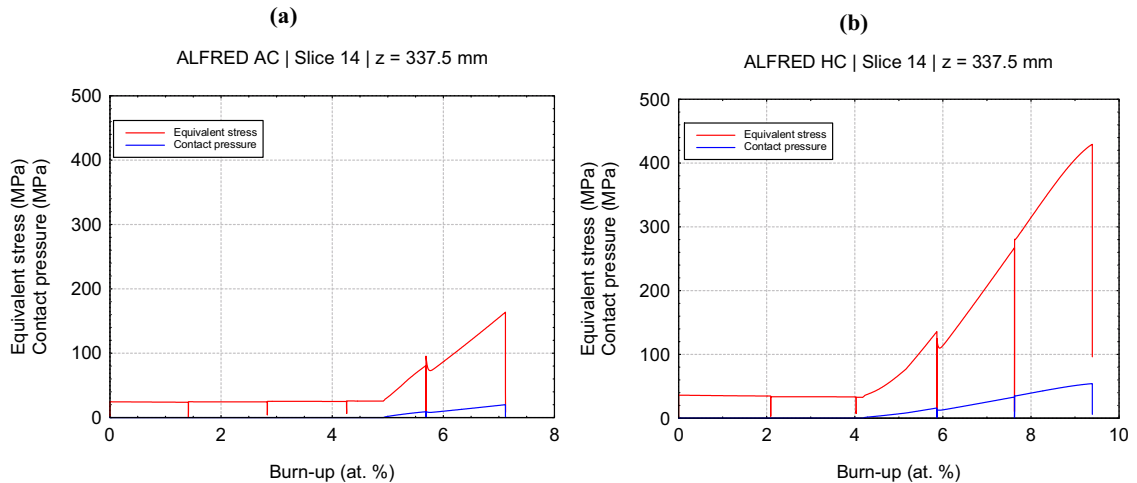 (a)
ALFRED AC | Slice 14 | z = 337.5 mm
500
400
300
200
100
0
Equivalent stress (MPa)
Contact pressure (MPa)
Equivalent stress
Contact pressure
0 2 4 6 8
Burn-up (at. %)
(b)
ALFRED HC | Slice 14 | z = 337.5 mm
500
400
300
200
100
0
Equivalent stress (MPa)
Contact pressure (MPa)
Equivalent stress
Contact pressure
0 2 4 6 8 10
Burn-up (at. %)